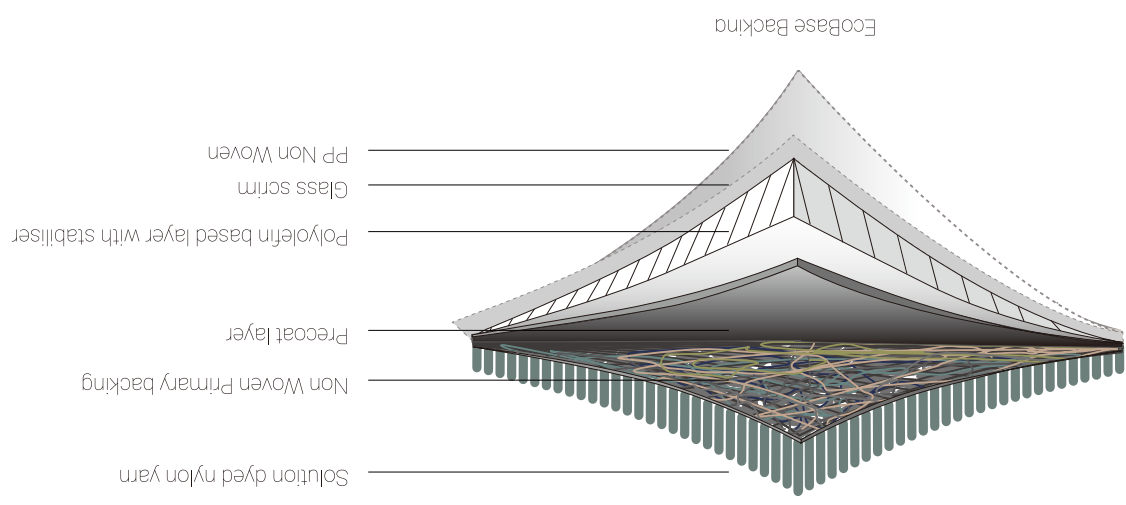 Solution dyed nylon yarn
Non Woven Primary backing
Precoat layer
Polyolefin based layer with stabiliser
Glass scrim
PP Non Woven
EcoBase Backing